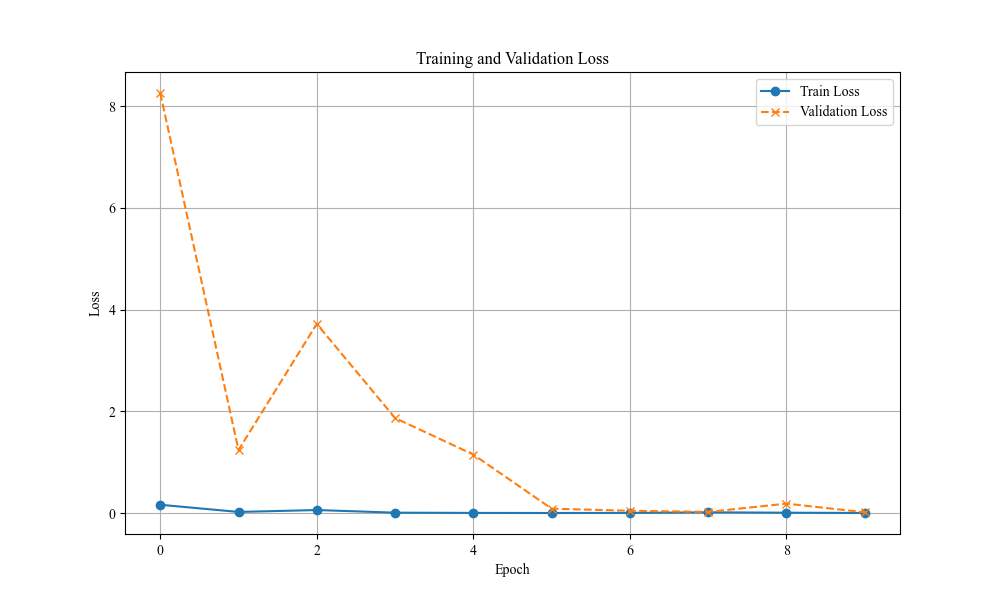 Training and Validation Loss
Train Loss
Validation Loss
8
6
4
2
0
Loss
0 2 4 6 8
Epoch